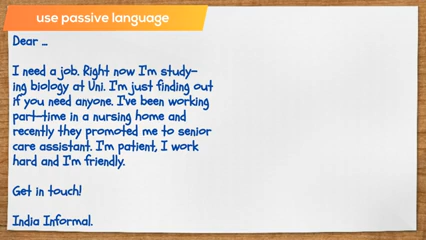 use passive language
Dear ...
I need a job. Right now I'm study-
ing biology at Uni. I'm just finding out
if you need anyone. I've been working
part-time in a nursing home and
recently they promoted me to senior
care assistant. I'm patient, I work
hard and I'm friendly.
Get in touch!
India Informal.